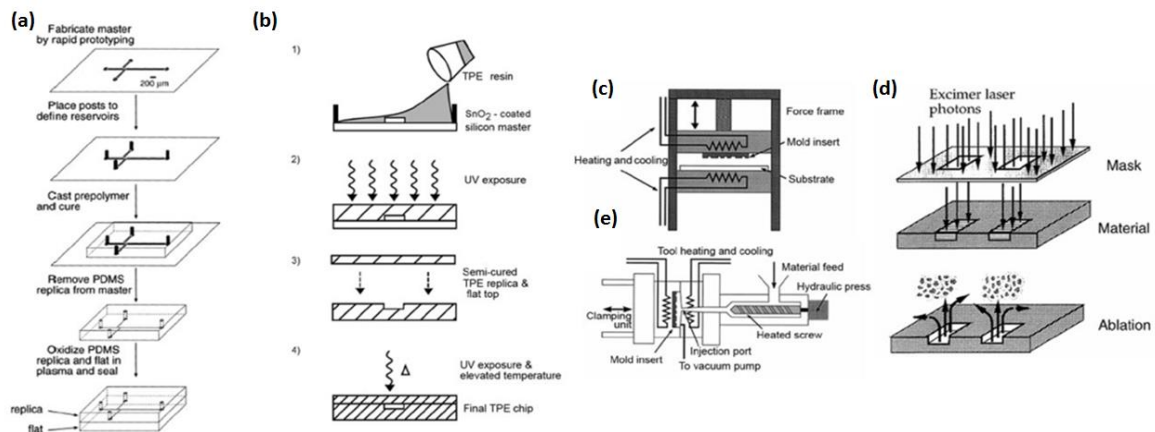 (a)
Fabricate master
by rapid prototyping
200 μm
Place posts to
define reservoirs
Cast prepolymer
and cure
Remove PDMS
replica from master
Oxidize PDMS
replica and flat in
plasma and seal
replica
flat
(b)
1)
TPE resin
SnO2 - coated
silicon master
2)
UV exposure
3)
Semi-cured
TPE replica &
flat top
4)
Δ
UV exposure &
elevated temperature
Final TPE chip
(c)
Force frame
Mold insert
Heating and cooling
Substrate
(e)
Tool heating and cooling
Material feed
Hydraulic press
Clamping
unit
Heated screw
Injection port
Mold insert
To vacuum pump
(d)
Excimer laser
photons
Mask
Material
Ablation